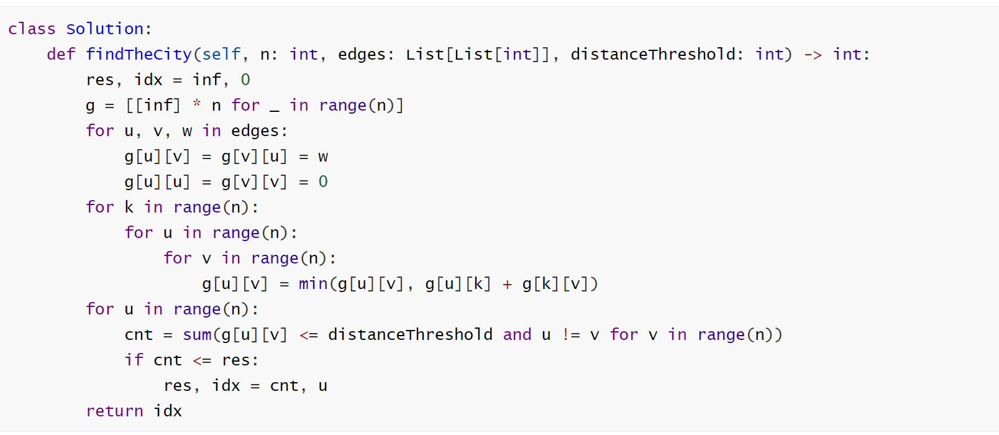 class Solution:
    def findTheCity(self, n: int, edges: List[List[int]], distanceThreshold: int) -> int:
        res, idx = inf, 0
        g = [[inf] * n for _ in range(n)]
        for u, v, w in edges:
            g[u][v] = g[v][u] = w
            g[u][u] = g[v][v] = 0
        for k in range(n):
            for u in range(n):
                for v in range(n):
                    g[u][v] = min(g[u][v], g[u][k] + g[k][v])
        for u in range(n):
            cnt = sum(g[u][v] <= distanceThreshold and u != v for v in range(n))
            if cnt <= res:
                res, idx = cnt, u
        return idx